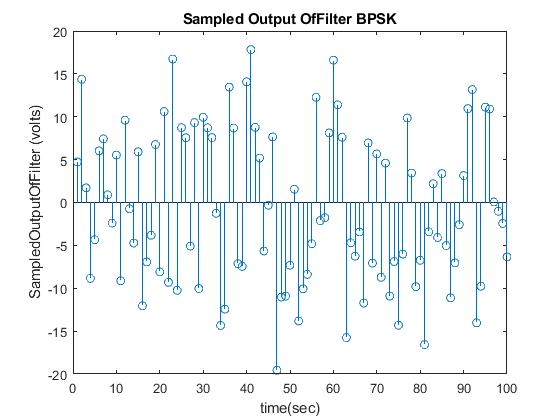 Sampled Output OfFilter BPSK
SampledOutputOfFilter (volts)
20
15
10
5
0
-5
-10
-15
-20
0 10 20 30 40 50 60 70 80 90 100
time(sec)